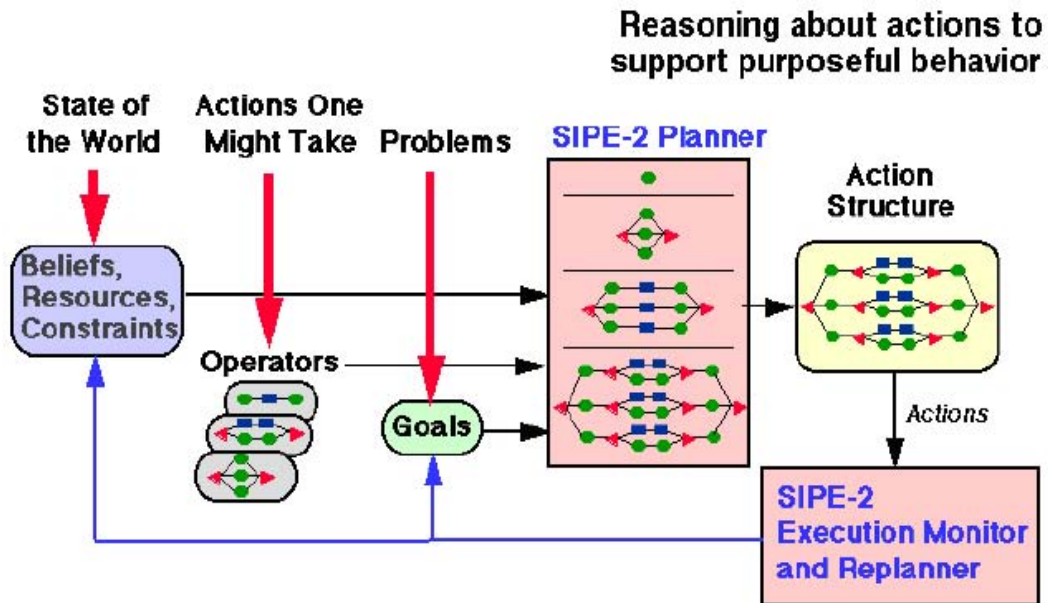 Reasoning about actions to
support purposeful behavior
State of
the World
Actions One
Might Take
Problems
SIPE-2 Planner
Action
Structure
Beliefs,
Resources,
Constraints
Operators
Goals
Actions
SIPE-2
Execution Monitor
and Replanner